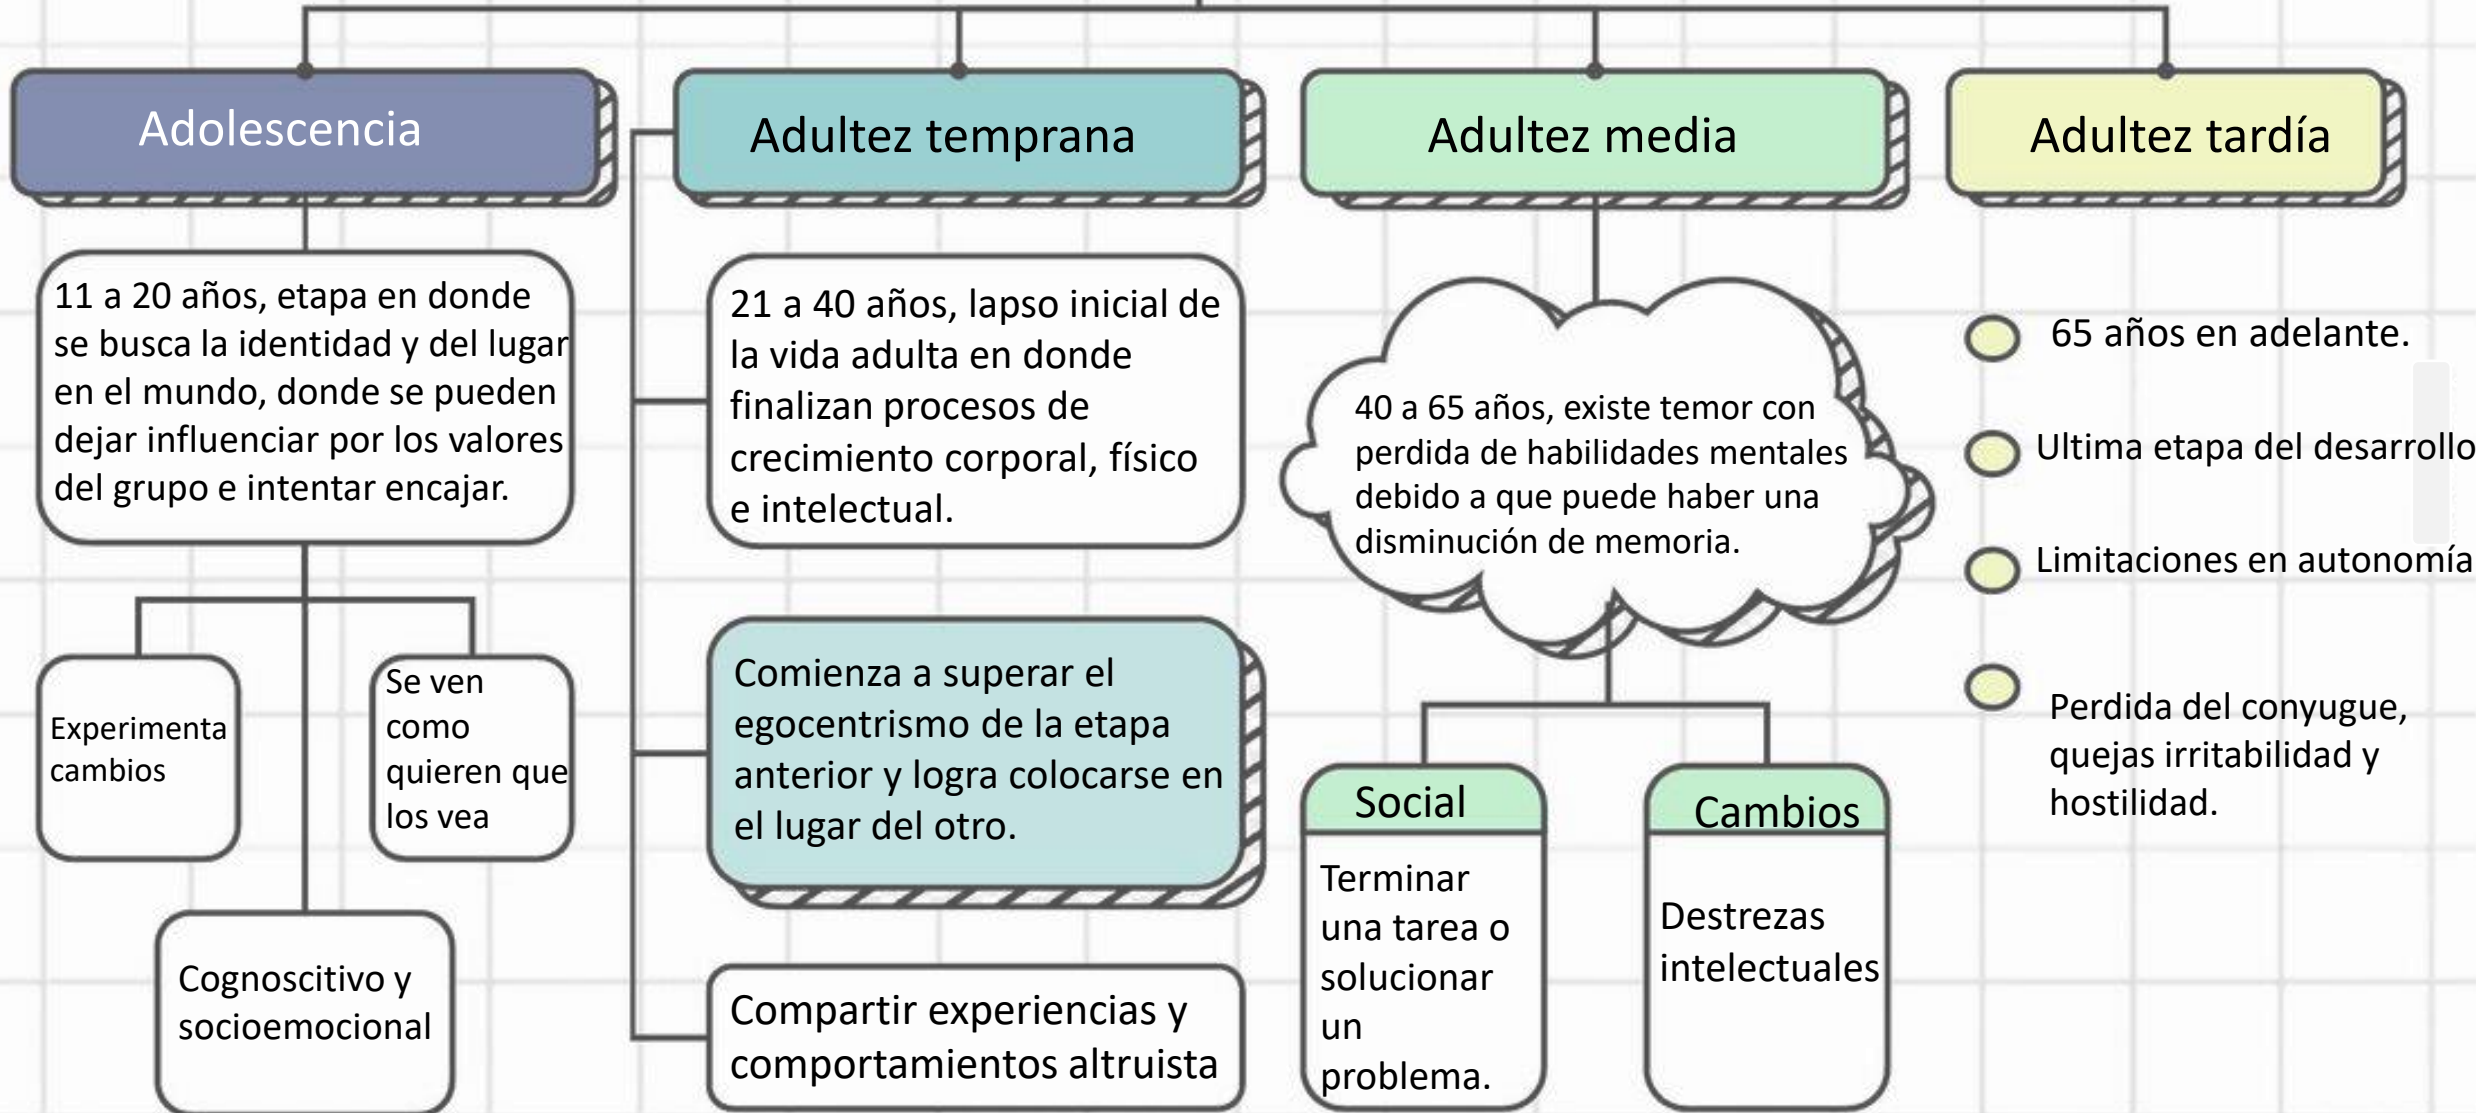 Adolescencia
11 a 20 años, etapa en donde
se busca la identidad y del lugar
en el mundo, donde se pueden
dejar influenciar por los valores
del grupo e intentar encajar.
Experimenta
cambios
Se ven
como
quieren que
los vea
Cognoscitivo y
socioemocional
Adultez temprana
21 a 40 años, lapso inicial de
la vida adulta en donde
finalizan procesos de
crecimiento corporal, físico
e intelectual.
Comienza a superar el
egocentrismo de la etapa
anterior y logra colocarse en
el lugar del otro.
Compartir experiencias y
comportamientos altruista
Adultez media
40 a 65 años, existe temor con
perdida de habilidades mentales
debido a que puede haber una
disminución de memoria.
Social
Terminar
una tarea o
solucionar
un
problema.
Cambios
Destrezas
intelectuales
Adultez tardía
65 años en adelante.
Ultima etapa del desarrollo
Limitaciones en autonomía
Perdida del conyugue,
quejas irritabilidad y
hostilidad.